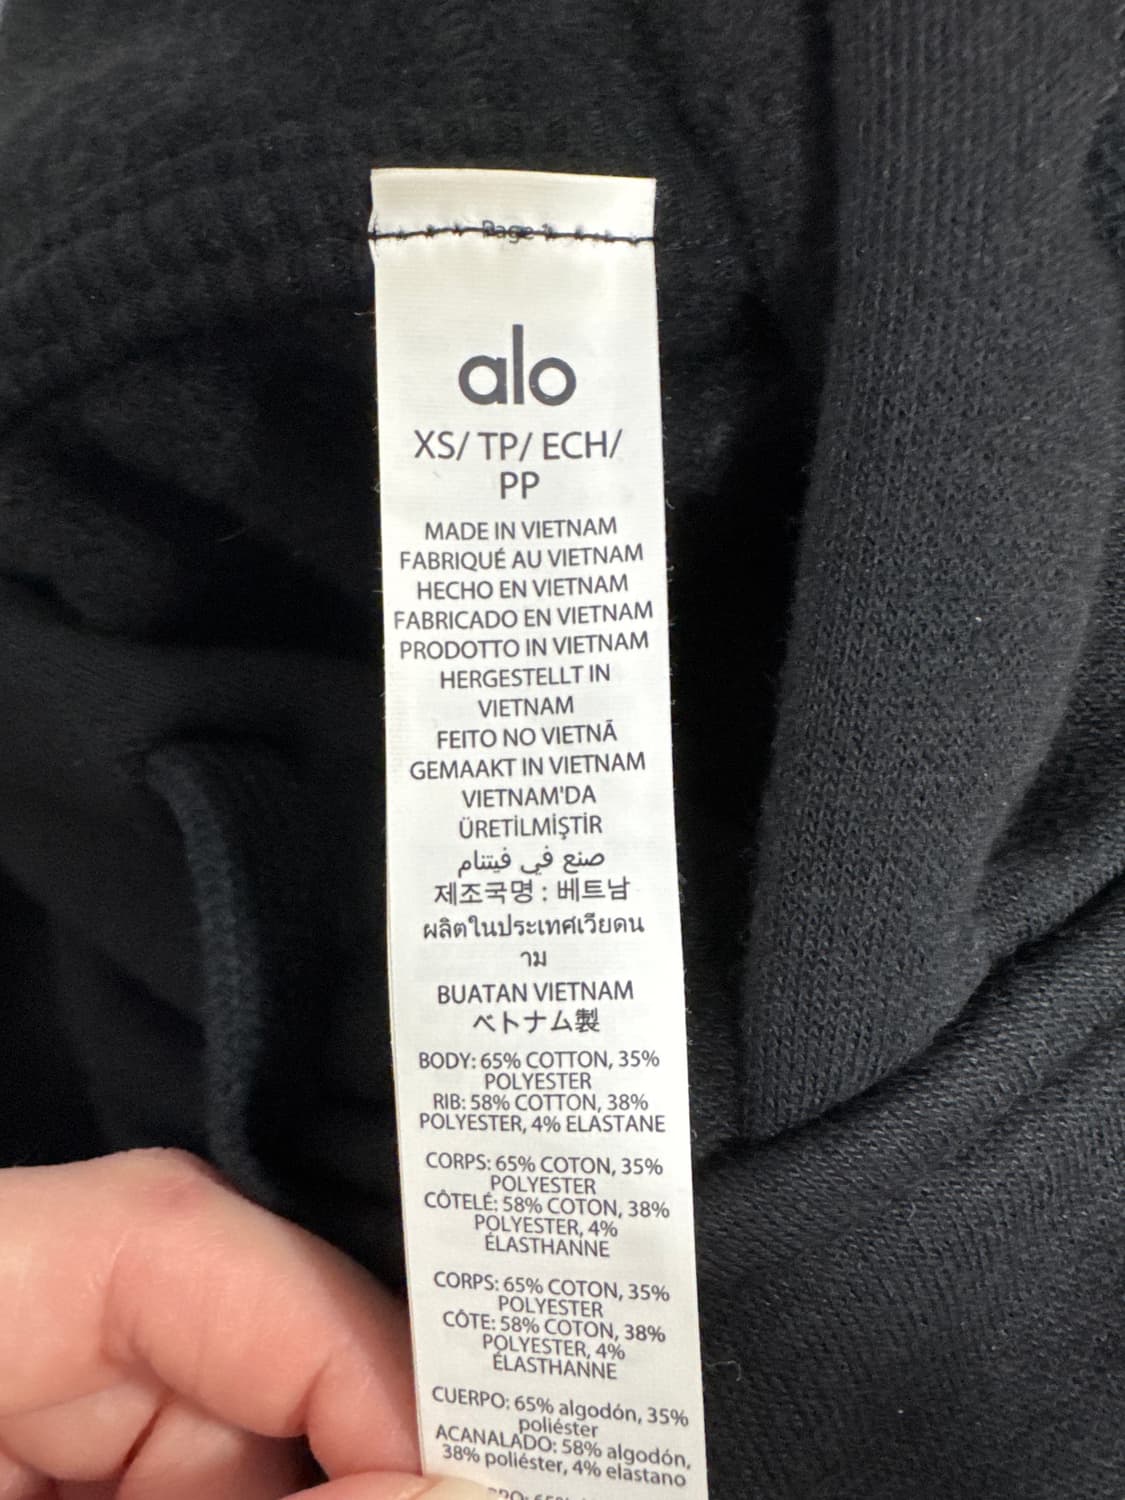 Page 1
alo
XS/ TP/ ECH/
PP
MADE IN VIETNAM
FABRIQUÉ AU VIETNAM
HECHO EN VIETNAM
FABRICADO EN VIETNAM
PRODOTTO IN VIETNAM
HERGESTELLT IN
VIETNAM
FEITO NO VIETNÃ
GEMAAKT IN VIETNAM
VIETNAM'DA
ÜRETİLMİŞTİR
صنع في فيتنام
제조국명 : 베트남
ผลิตในประเทศเวียดน
าม
BUATAN VIETNAM
ベトナム製
BODY: 65% COTTON, 35%
POLYESTER
RIB: 58% COTTON, 38%
POLYESTER, 4% ELASTANE
CORPS: 65% COTON, 35%
POLYESTER
CÔTELÉ: 58% COTON, 38%
POLYESTER, 4%
ÉLASTHANNE
CORPS: 65% COTON, 35%
POLYESTER
CÔTE: 58% COTON, 38%
POLYESTER, 4%
ÉLASTHANNE
CUERPO: 65% algodón, 35%
poliéster
ACANALADO: 58% algodón,
38% poliéster, 4% elastano